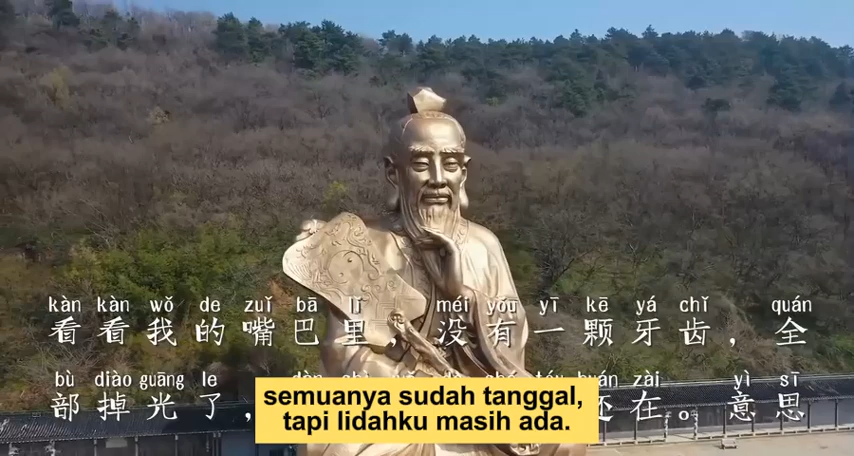 kàn kàn wǒ de zuǐ bā lǐ méi yǒu yī kē yá chǐ quán
看看我的嘴巴里，没有一颗牙齿，全
bù diào guāng le hái zài yì sī
部掉光了，还在。意思
semuanya sudah tanggal,
tapi lidahku masih ada.